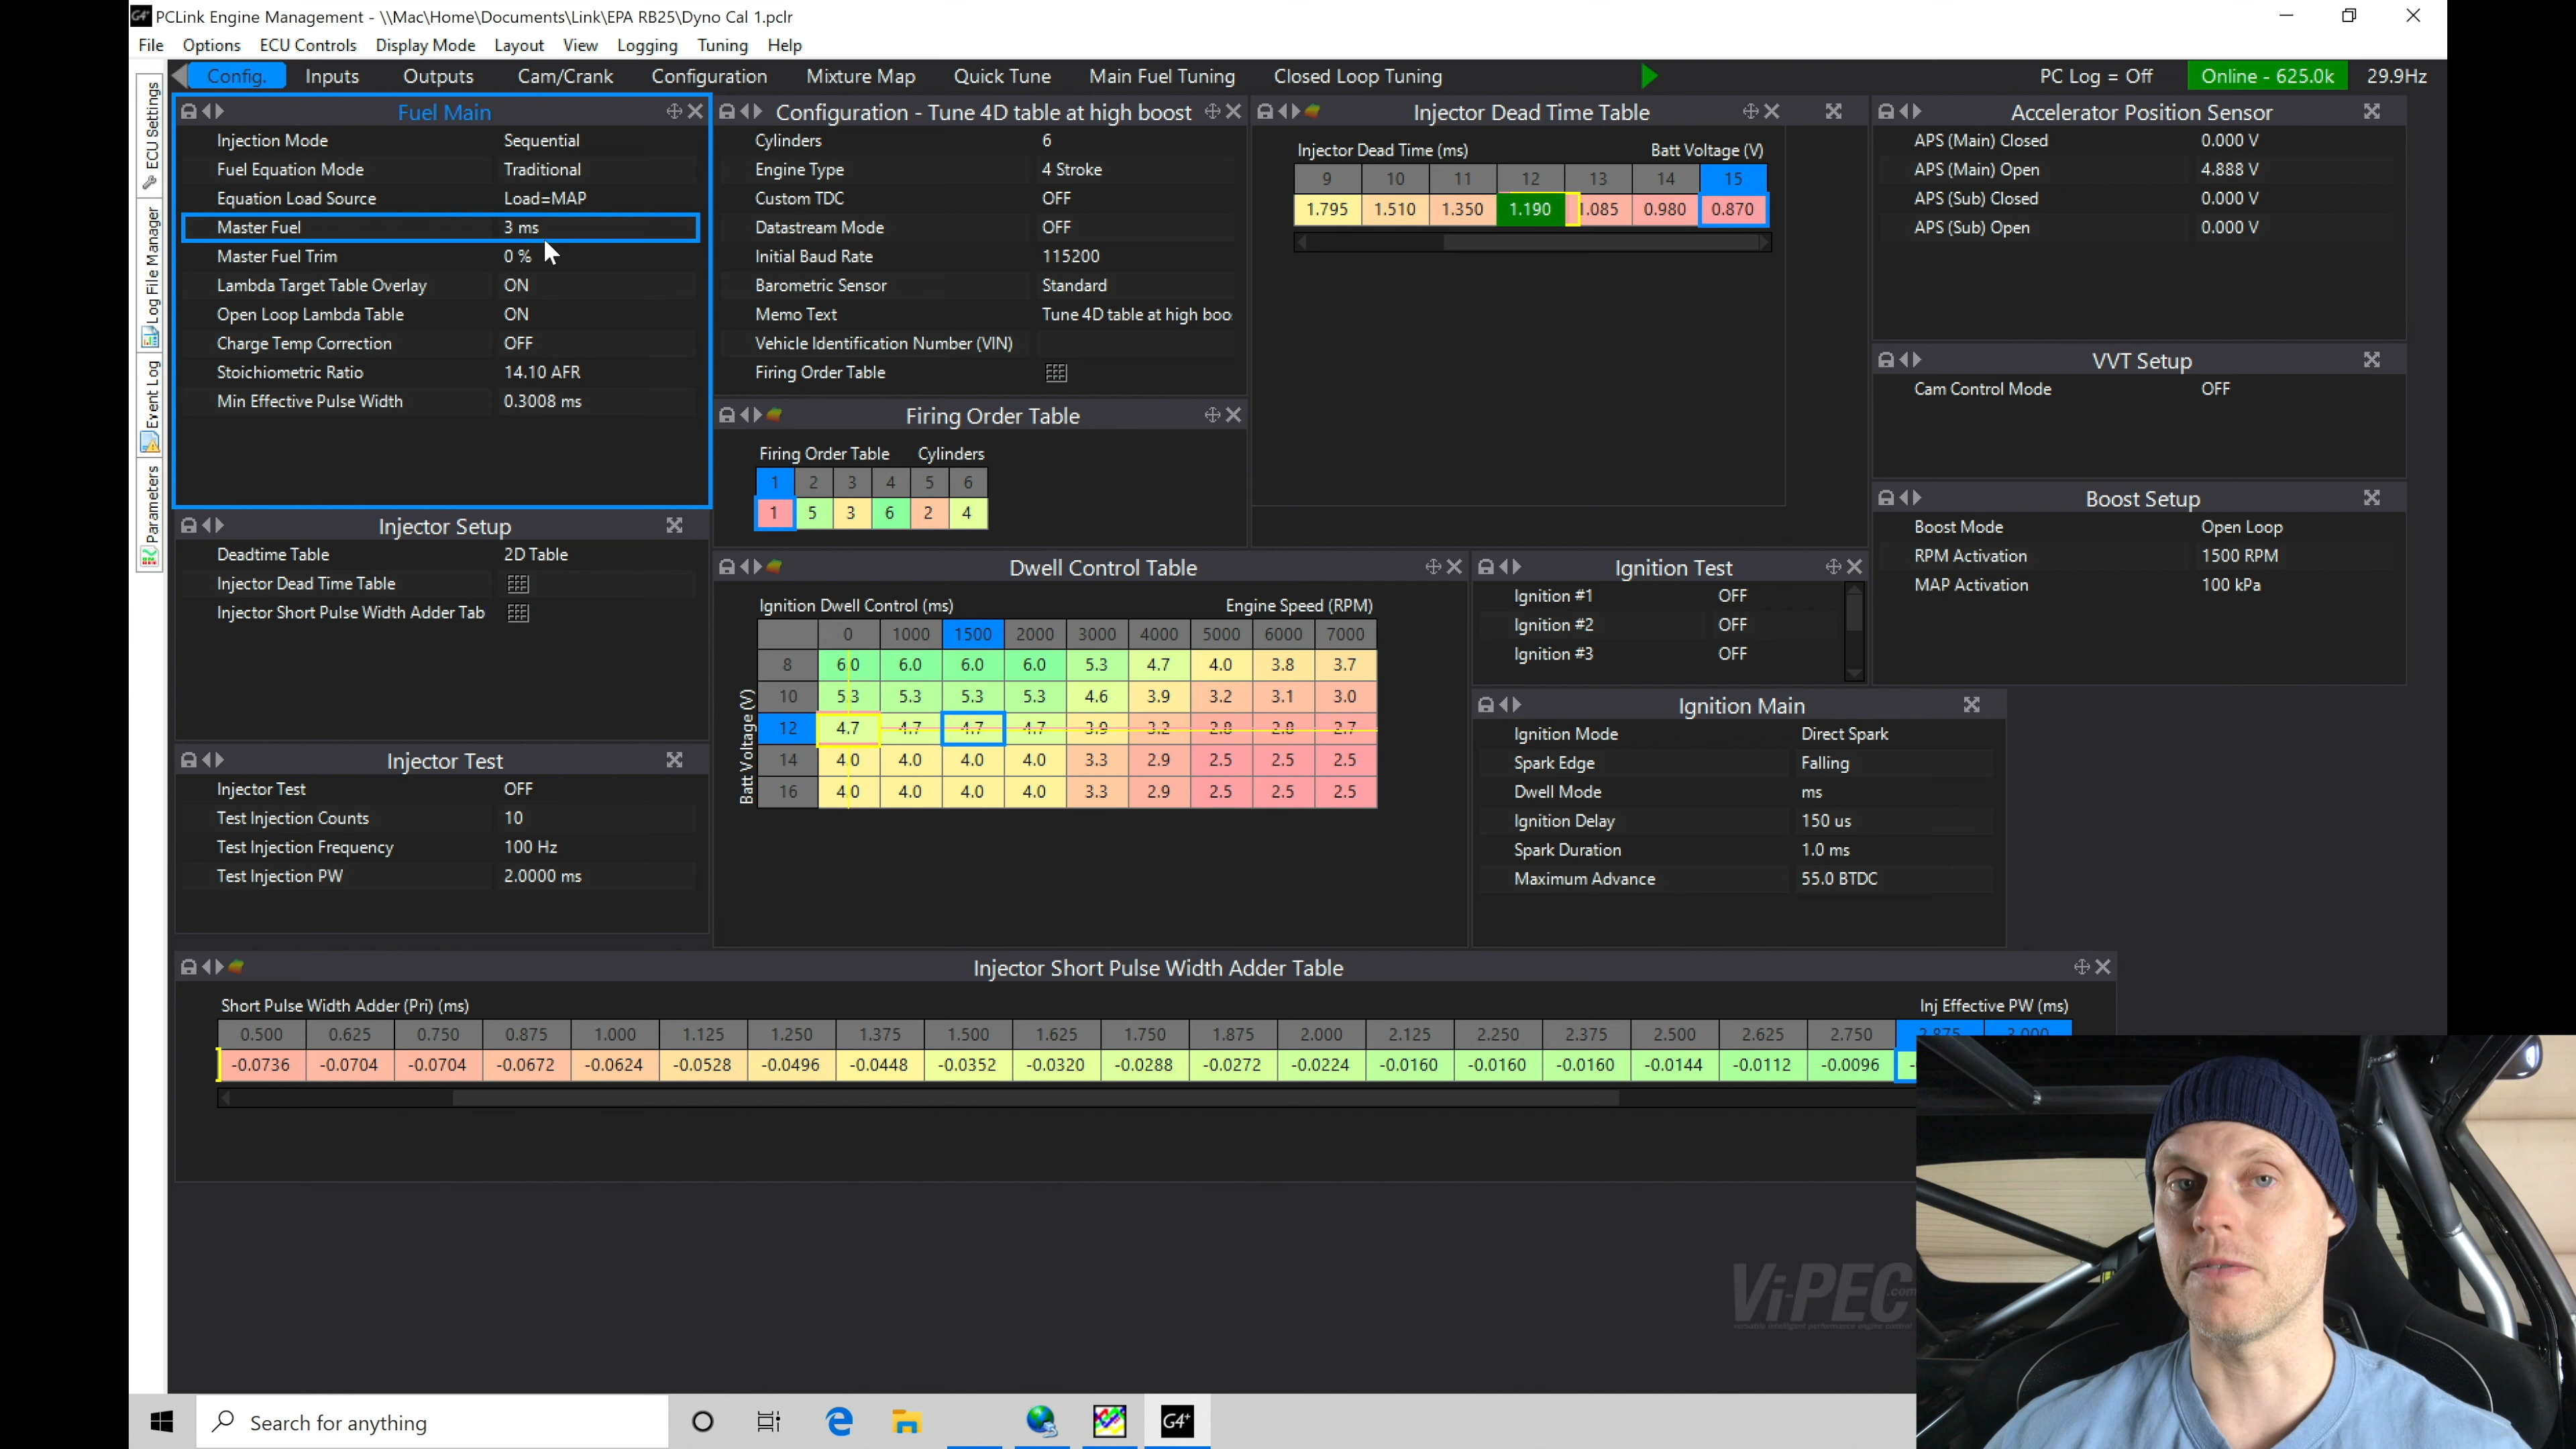 PCLink Engine Management - \\Mac\Home\Documents\Link\EPA RB25\Dyno Cal 1.pclr
File Options ECU Controls Display Mode Layout View Logging Tuning Help
Config. Inputs Outputs Cam/Crank Configuration Mixture Map Quick Tune Main Fuel Tuning Closed Loop Tuning PC Log = Off Online - 625.0k 29.9Hz
ECU Settings
Log File Manager
Event Log
Parameters
Fuel Main
Injection Mode Sequential
Fuel Equation Mode Traditional
Equation Load Source Load=MAP
Master Fuel 3 ms
Master Fuel Trim 0 %
Lambda Target Table Overlay ON
Open Loop Lambda Table ON
Charge Temp Correction OFF
Stoichiometric Ratio 14.10 AFR
Min Effective Pulse Width 0.3008 ms
Injector Setup
Deadtime Table 2D Table
Injector Dead Time Table
Injector Short Pulse Width Adder Tab
Injector Test
Injector Test OFF
Test Injection Counts 10
Test Injection Frequency 100 Hz
Test Injection PW 2.0000 ms
Configuration - Tune 4D table at high boost
Cylinders 6
Engine Type 4 Stroke
Custom TDC OFF
Datastream Mode OFF
Initial Baud Rate 115200
Barometric Sensor Standard
Memo Text Tune 4D table at high boo
Vehicle Identification Number (VIN)
Firing Order Table
Firing Order Table
Firing Order Table Cylinders
1 2 3 4 5 6
1 5 3 6 2 4
Injector Dead Time Table
Injector Dead Time (ms) Batt Voltage (V)
9 10 11 12 13 14 15
1.795 1.510 1.350 1.190 1.085 0.980 0.870
Dwell Control Table
Ignition Dwell Control (ms) Engine Speed (RPM)
0 1000 1500 2000 3000 4000 5000 6000 7000
Batt Voltage (V)
8 6.0 6.0 6.0 6.0 5.3 4.7 4.0 3.8 3.7
10 5.3 5.3 5.3 5.3 4.6 3.9 3.2 3.1 3.0
12 4.7 4.7 4.7 4.7 3.9 3.2 2.8 2.8 2.7
14 4.0 4.0 4.0 4.0 3.3 2.9 2.5 2.5 2.5
16 4.0 4.0 4.0 4.0 3.3 2.9 2.5 2.5 2.5
Ignition Test
Ignition #1 OFF
Ignition #2 OFF
Ignition #3 OFF
Ignition Main
Ignition Mode Direct Spark
Spark Edge Falling
Dwell Mode ms
Ignition Delay 150 us
Spark Duration 1.0 ms
Maximum Advance 55.0 BTDC
Accelerator Position Sensor
APS (Main) Closed 0.000 V
APS (Main) Open 4.888 V
APS (Sub) Closed 0.000 V
APS (Sub) Open 0.000 V
VVT Setup
Cam Control Mode OFF
Boost Setup
Boost Mode Open Loop
RPM Activation 1500 RPM
MAP Activation 100 kPa
Injector Short Pulse Width Adder Table
Short Pulse Width Adder (Pri) (ms) Inj Effective PW (ms)
0.500 0.625 0.750 0.875 1.000 1.125 1.250 1.375 1.500 1.625 1.750 1.875 2.000 2.125 2.250 2.375 2.500 2.625 2.750 2.875 3.000
-0.0736 -0.0704 -0.0704 -0.0672 -0.0624 -0.0528 -0.0496 -0.0448 -0.0352 -0.0320 -0.0288 -0.0272 -0.0224 -0.0160 -0.0160 -0.0160 -0.0144 -0.0112 -0.0096
Vi-PEC.com
versatile intelligent performance engine control
Search for anything
G4+